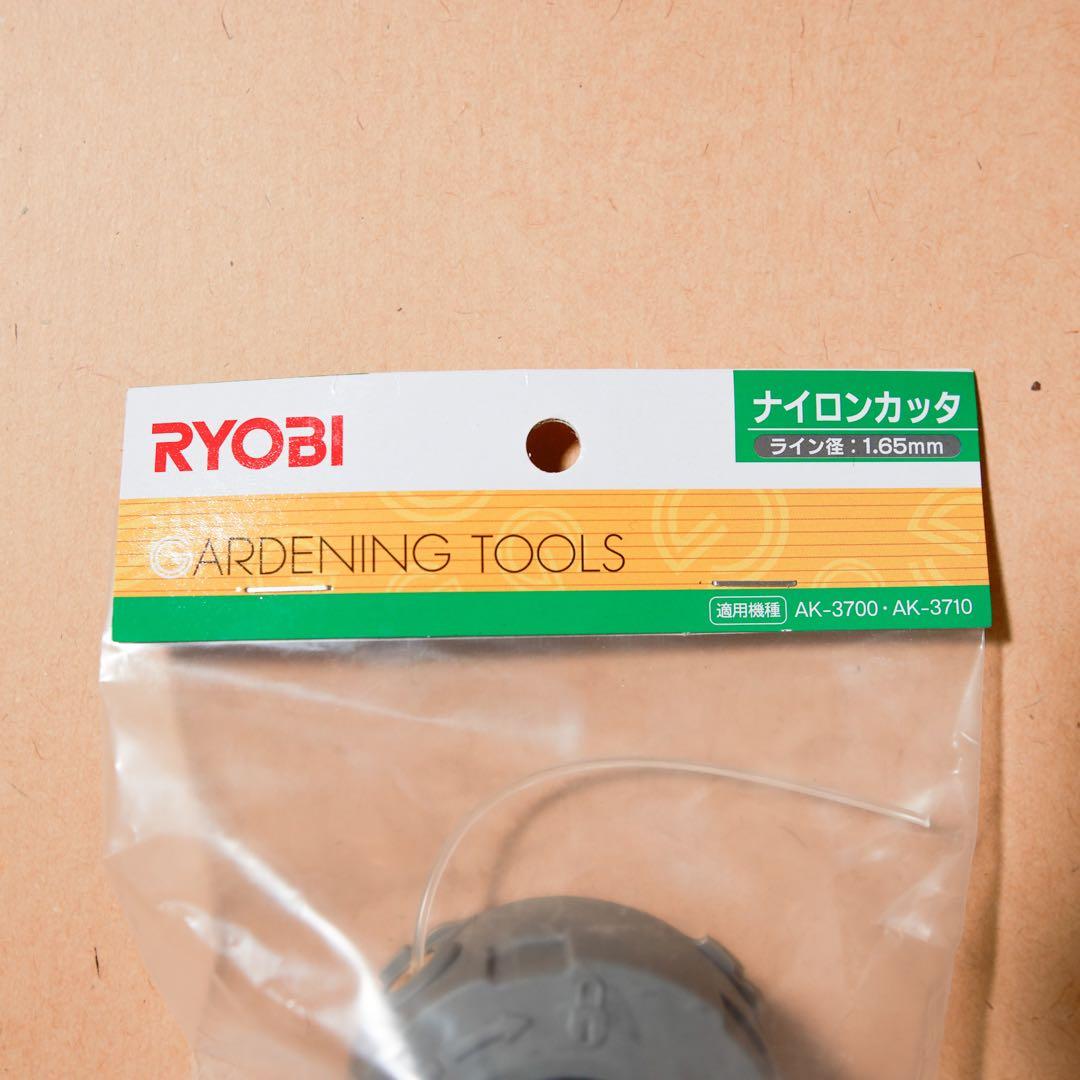 RYOBI
ナイロンカッタ
ライン径：1.65mm
GARDENING TOOLS
適用機種 AK-3700・AK-3710